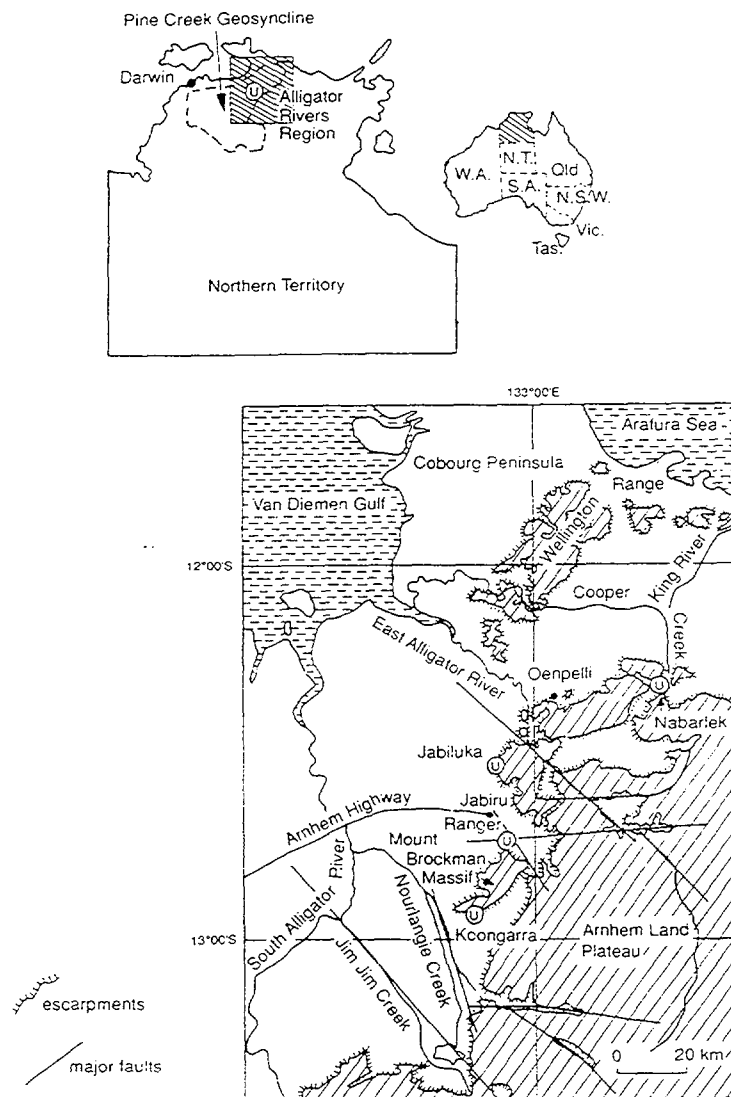 Pine Creek Geosyncline
Darwin
U
Alligator
Rivers
Region
Northern Territory
W.A.
N.T.
Qld
S.A.
N.S.W.
Vic.
Tas.
133°00'E
Arafura Sea
Cobourg Peninsula
Range
Van Diemen Gulf
Wellington
12°00'S
King River
Cooper
Creek
East Alligator River
Oenpelli
U
Nabarlek
Jabiluka
U
Arnhem Highway
Jabiru
Ranger
U
Mount
Brockman
Massif
South Alligator
River
Nourlangie Creek
U
Koongarra
13°00'S
Jim Jim Creek
Arnhem Land
Plateau
escarpments
major faults
0 20 km